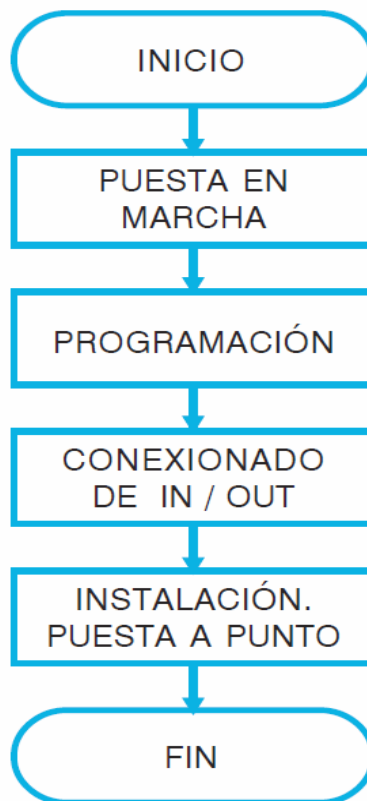 INICIO
PUESTA EN
MARCHA
PROGRAMACIÓN
CONEXIONADO
DE IN / OUT
INSTALACIÓN.
PUESTA A PUNTO
FIN